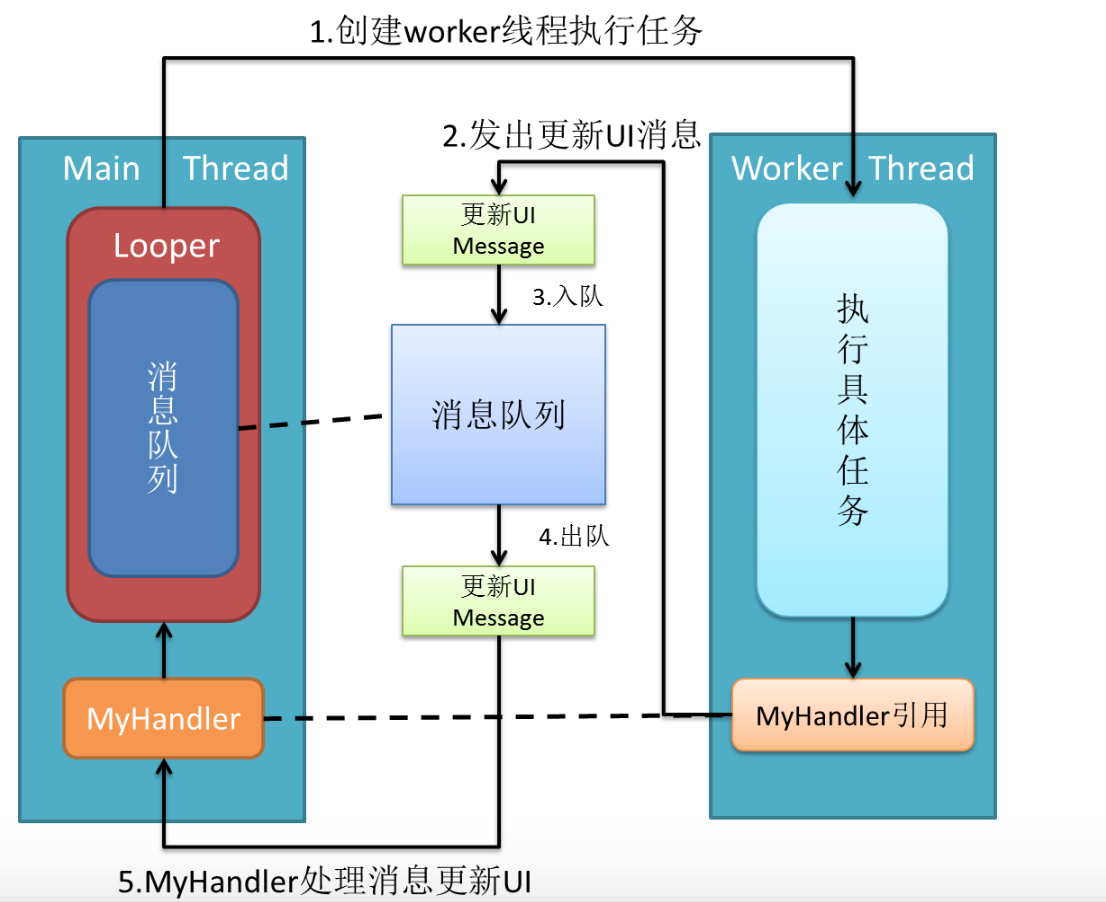 1.创建worker线程执行任务
2.发出更新UI消息
Main Thread
Worker Thread
更新UI
Message
Looper
3.入队
执行具体任务
消息队列
消息队列
4.出队
更新UI
Message
MyHandler
MyHandler引用
5.MyHandler处理消息更新UI